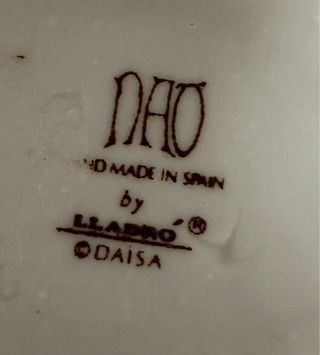 NAO
ND MADE IN SPAIN
by
LLADRÓ ®
© DAISA